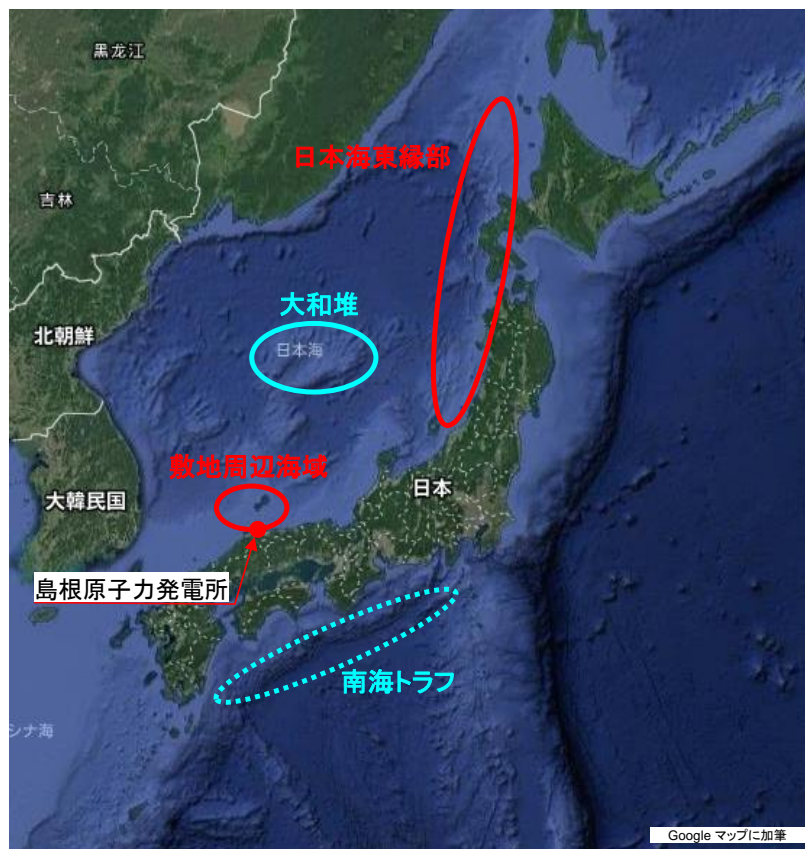 黑龙江
日本海東縁部
吉林
大和堆
北朝鮮
日本海
敷地周辺海域
日本
大韓民国
島根原子力発電所
南海トラフ
シナ海
Google マップに加筆